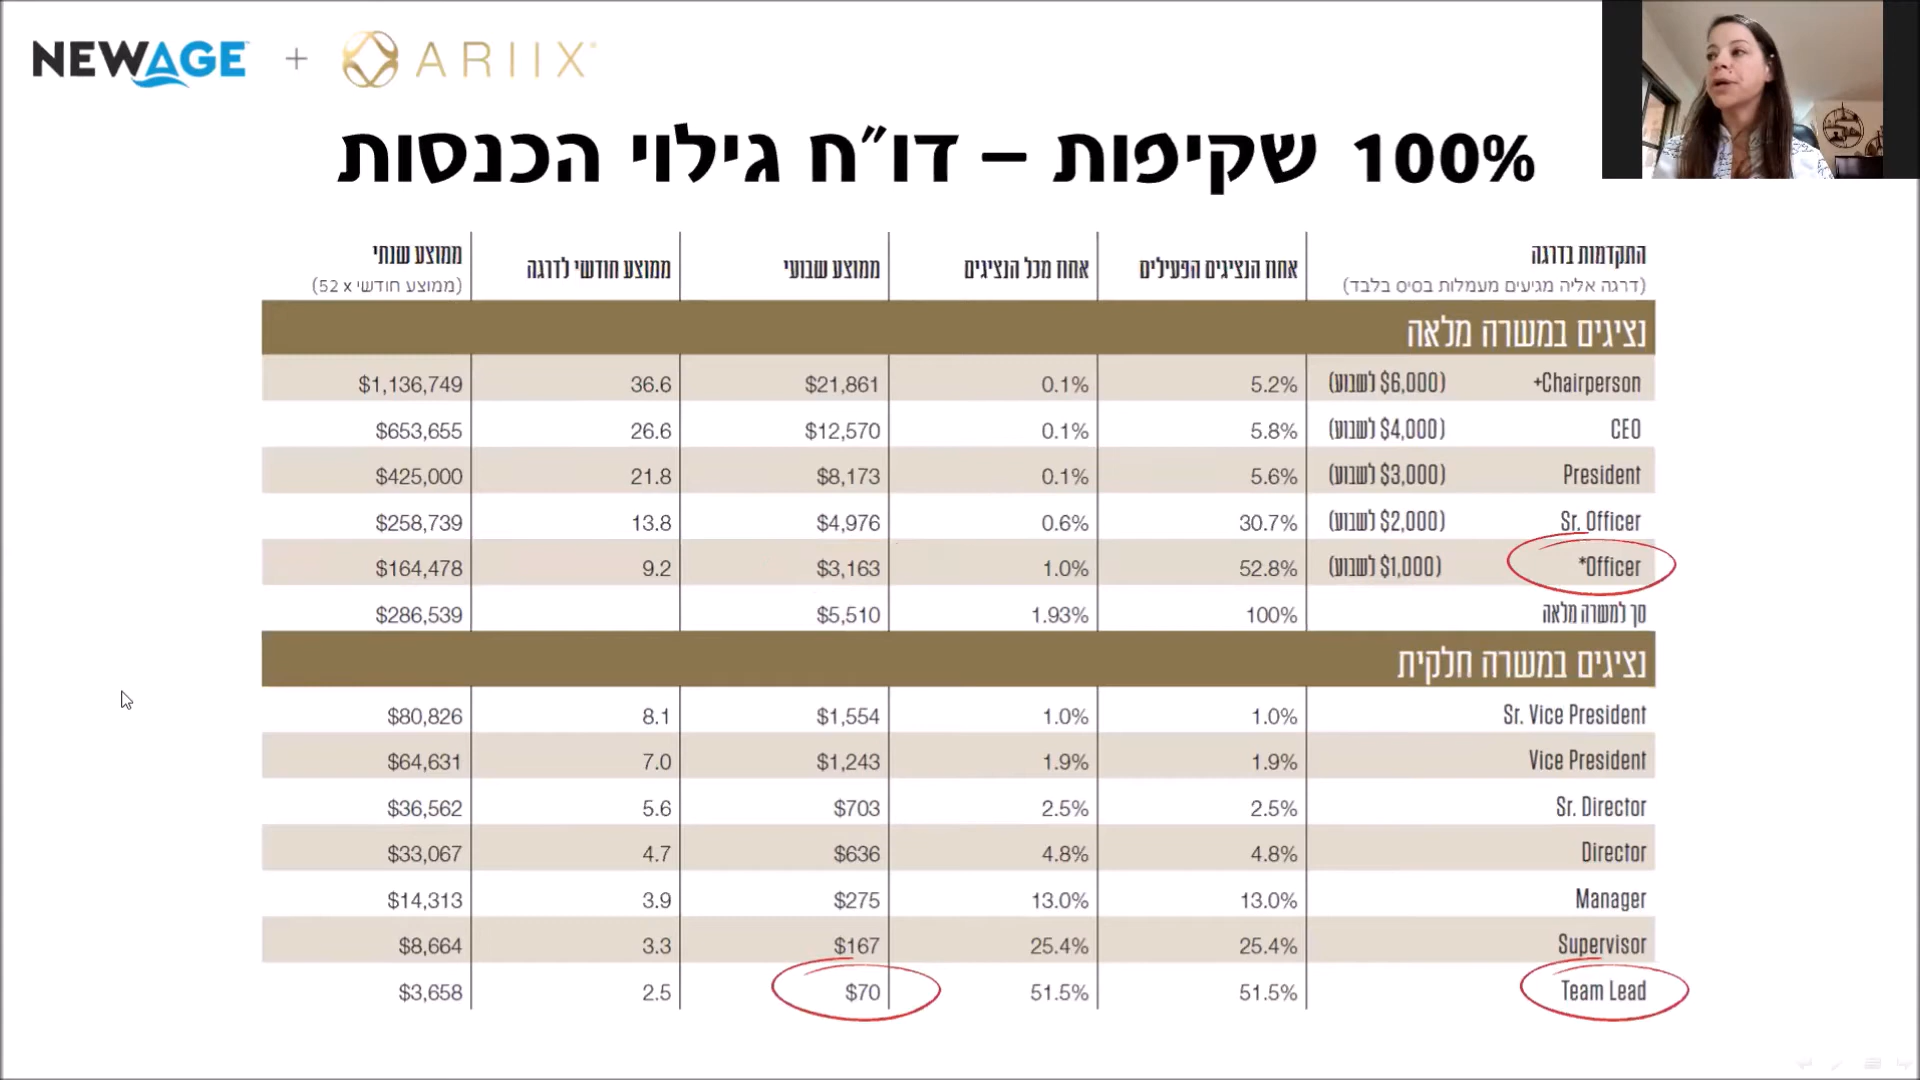 NEWAGE + ARIIX
100% שקיפות – דו״ח גילוי הכנסות
התקדמות בדרגה | אחוז הנציגים הפעילים | אחוז מכל הנציגים | ממוצע שבועי | ממוצע חודשי לדרגה | ממוצע שנתי
(דרגה אליה מגיעים מעמלות בסיס בלבד) | (ממוצע חודשי x 52)
נציגים במשרה מלאה
+Chairperson ($6,000 לשבוע) 5.2% 0.1% $21,861 36.6 $1,136,749
CEO ($4,000 לשבוע) 5.8% 0.1% $12,570 26.6 $653,655
President ($3,000 לשבוע) 5.6% 0.1% $8,173 21.8 $425,000
Sr. Officer ($2,000 לשבוע) 30.7% 0.6% $4,976 13.8 $258,739
*Officer ($1,000 לשבוע) 52.8% 1.0% $3,163 9.2 $164,478
סך למשרה מלאה 100% 1.93% $5,510 $286,539
נציגים במשרה חלקית
Sr. Vice President 1.0% 1.0% $1,554 8.1 $80,826
Vice President 1.9% 1.9% $1,243 7.0 $64,631
Sr. Director 2.5% 2.5% $703 5.6 $36,562
Director 4.8% 4.8% $636 4.7 $33,067
Manager 13.0% 13.0% $275 3.9 $14,313
Supervisor 25.4% 25.4% $167 3.3 $8,664
Team Lead 51.5% 51.5% $70 2.5 $3,658